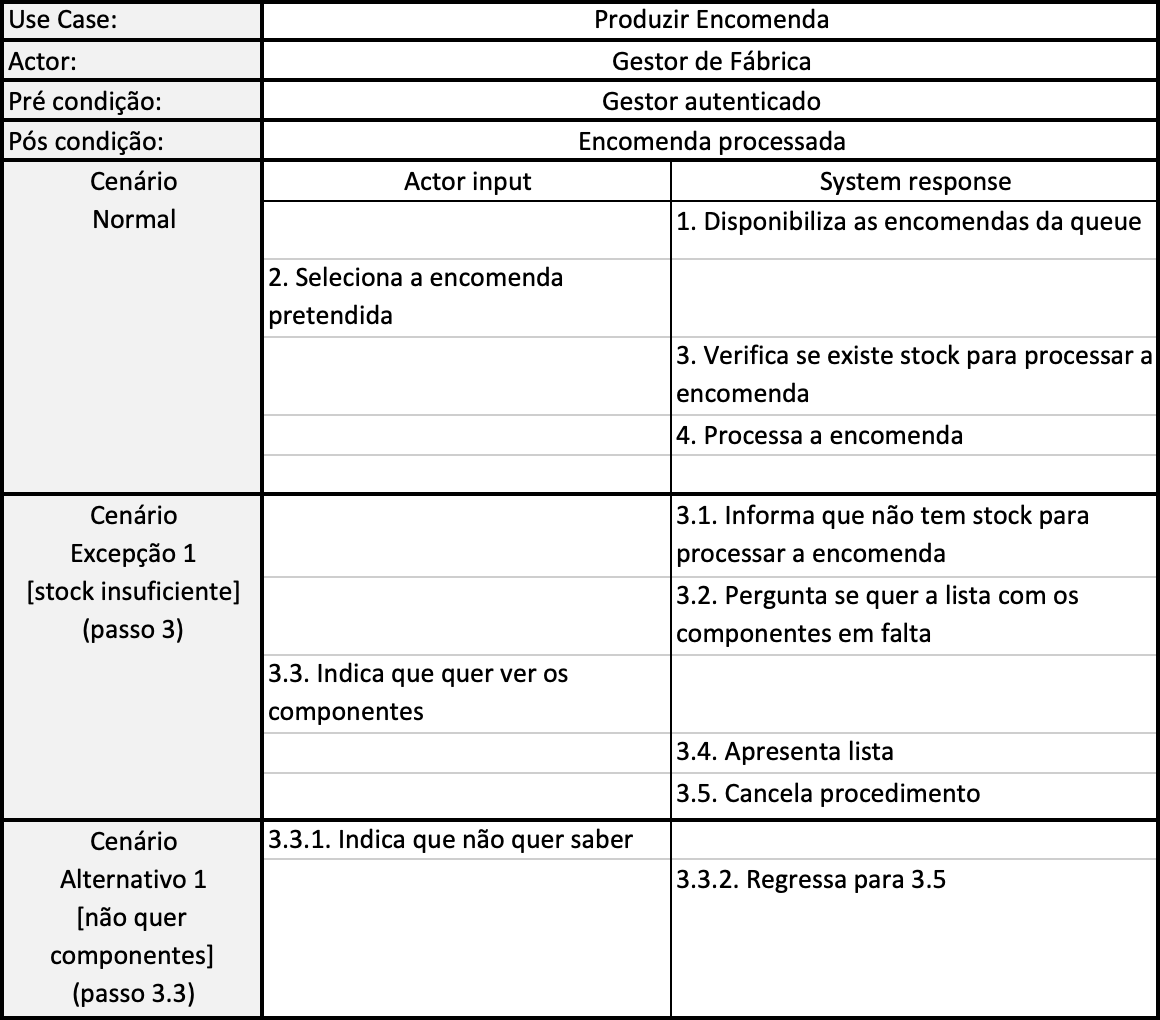 Use Case:
Produzir Encomenda
Actor:
Gestor de Fábrica
Pré condição:
Gestor autenticado
Pós condição:
Encomenda processada
Cenário
Normal
Actor input
System response
1. Disponibiliza as encomendas da queue
2. Seleciona a encomenda
pretendida
3. Verifica se existe stock para processar a
encomenda
4. Processa a encomenda
Cenário
Excepção 1
[stock insuficiente]
(passo 3)
3.1. Informa que não tem stock para
processar a encomenda
3.2. Pergunta se quer a lista com os
componentes em falta
3.3. Indica que quer ver os
componentes
3.4. Apresenta lista
3.5. Cancela procedimento
Cenário
Alternativo 1
[não quer
componentes]
(passo 3.3)
3.3.1. Indica que não quer saber
3.3.2. Regressa para 3.5